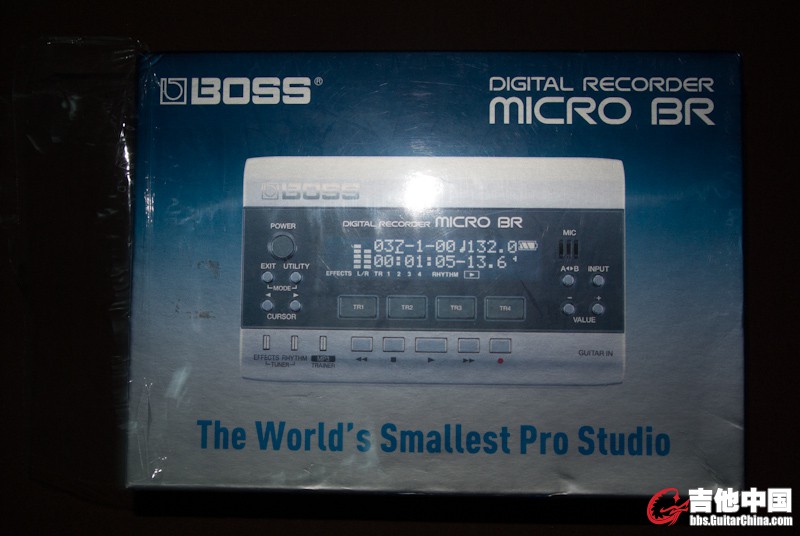 BOSS®
DIGITAL RECORDER
MICRO BR
BOSS
DIGITAL RECORDER MICRO BR
POWER
MIC
037-1-00♩132.0
00:01:05-13.6
EXIT UTILITY
EFFECTS L/R TR 1 2 3 4 RHYTHM
A↔B INPUT
MODE
TR1 TR2 TR3 TR4
CURSOR
VALUE
EFFECTS RHYTHM MP3
TUNER TRAINER
GUITAR IN
The World's Smallest Pro Studio
吉他中国
bbs.GuitarChina.com